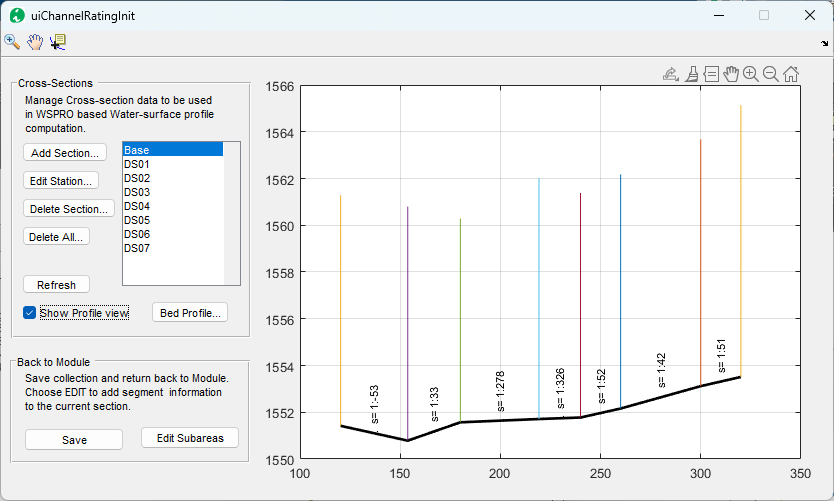 uiChannelRatingInit
Cross-Sections
Manage Cross-section data to be used
in WSPRO based Water-surface profile
computation.
Add Section...
Edit Station...
Delete Section...
Delete All...
Refresh
Base
DS01
DS02
DS03
DS04
DS05
DS06
DS07
Show Profile view
Bed Profile...
Back to Module
Save collection and return back to Module.
Choose EDIT to add segment information
to the current section.
Save
Edit Subareas
1566
1564
1562
1560
1558
1556
1554
1552
1550
s= 1:-53
s= 1:33
s= 1:278
s= 1:326
s= 1:52
s= 1:42
s= 1:51
100
150
200
250
300
350